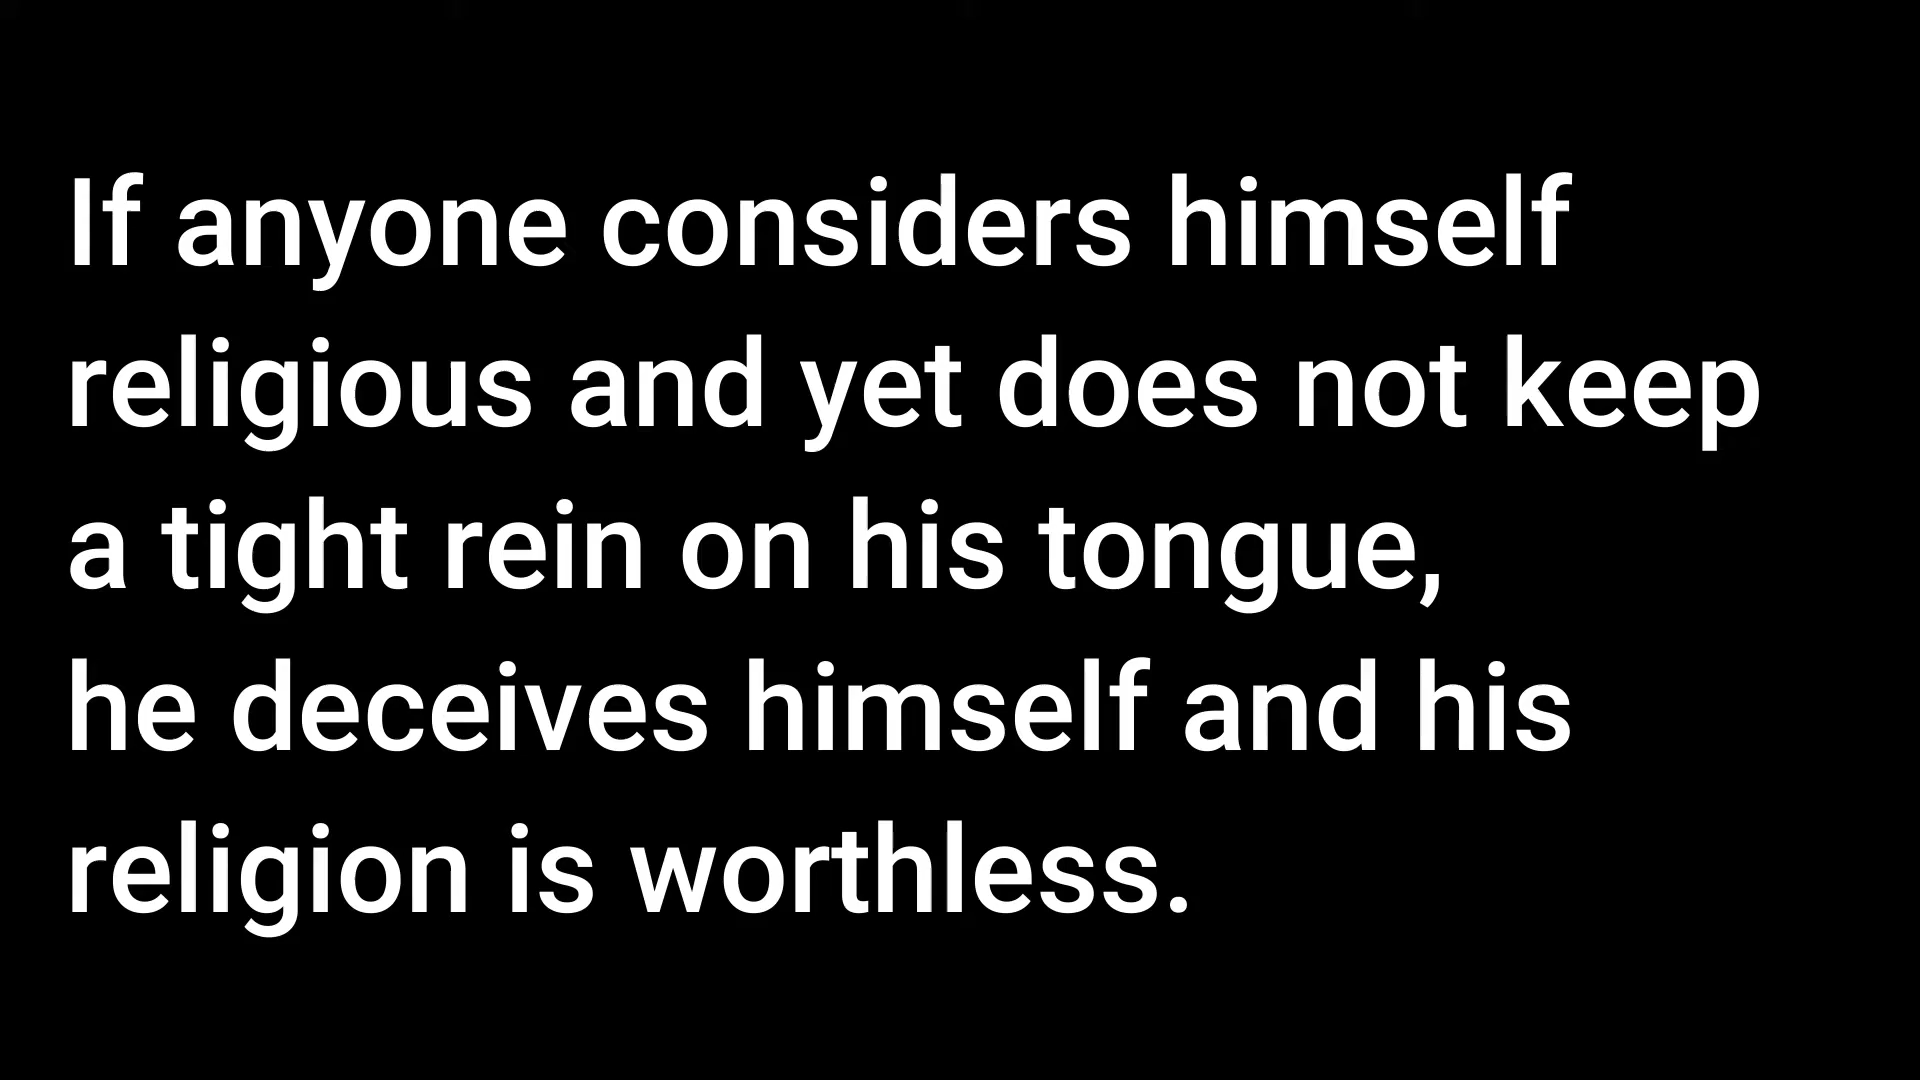 If anyone considers himself
religious and yet does not keep
a tight rein on his tongue,
he deceives himself and his
religion is worthless.